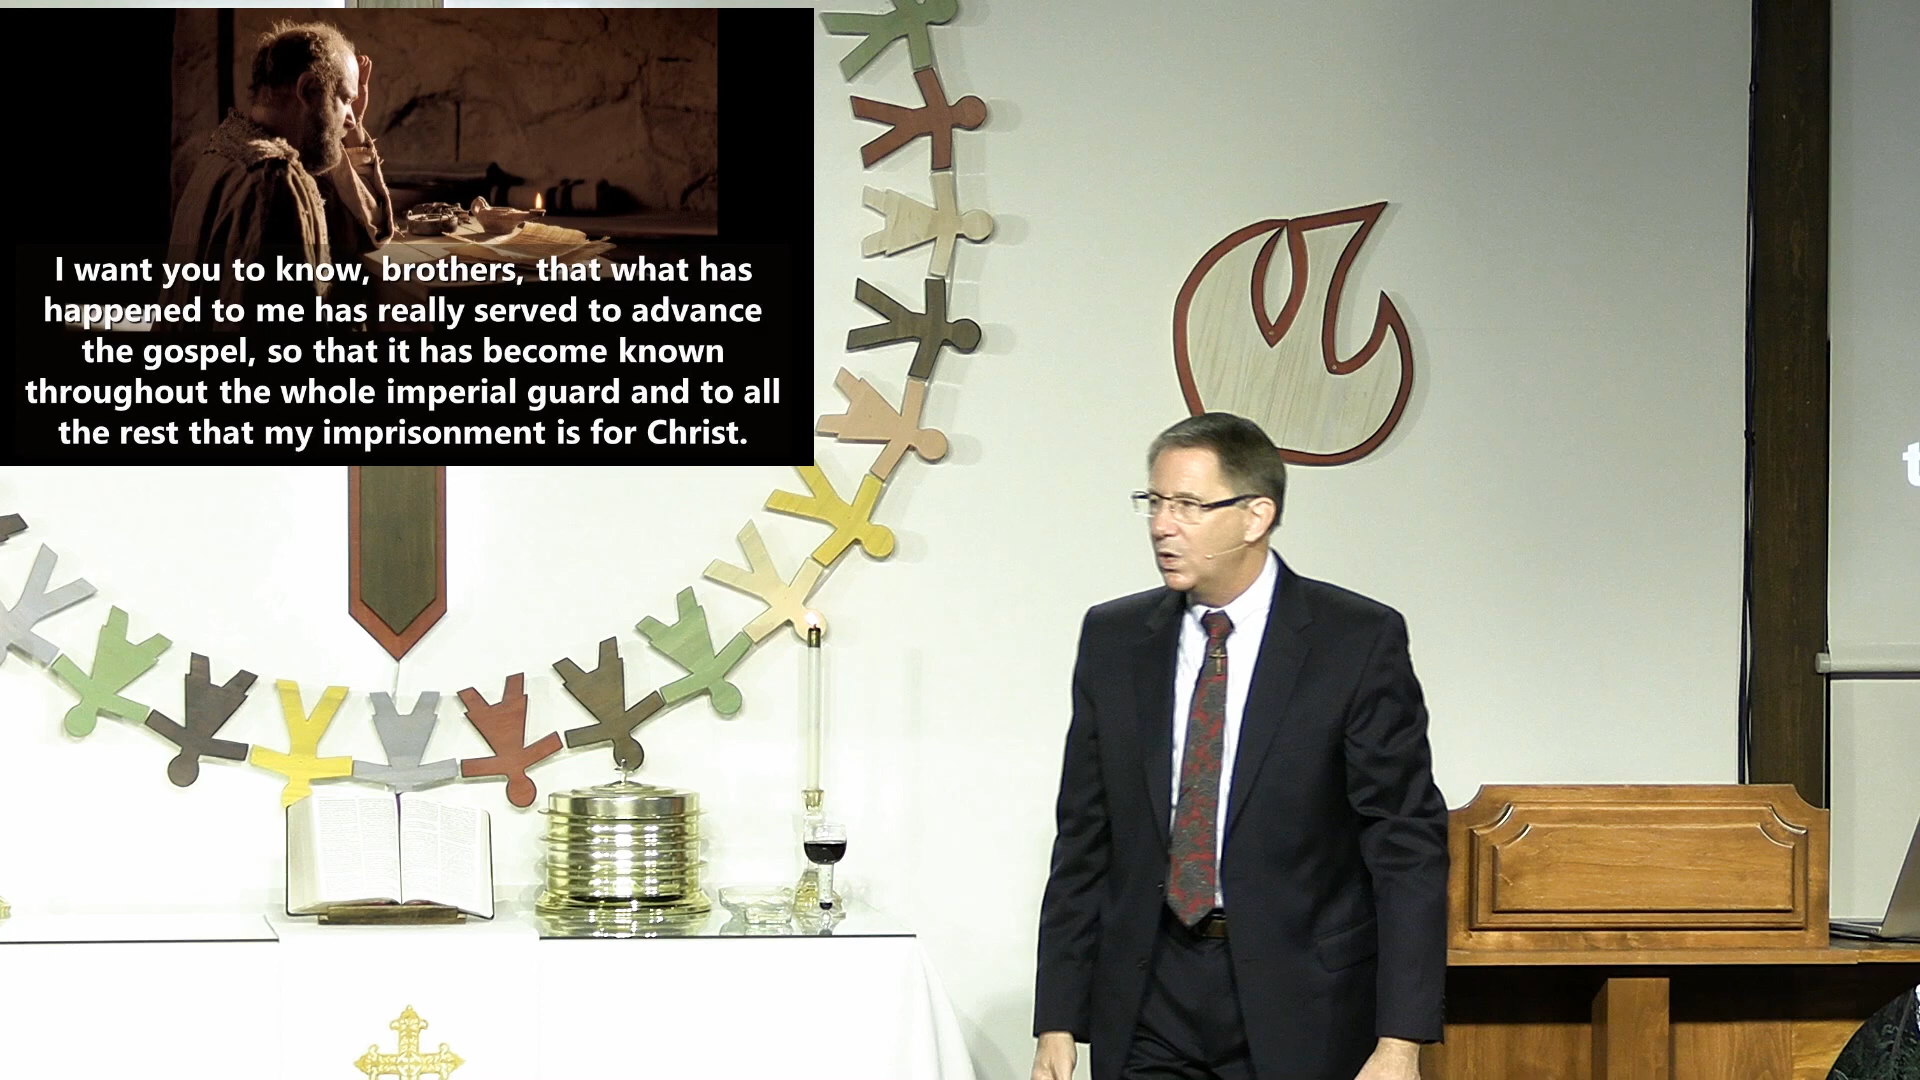 I want you to know, brothers, that what has
happened to me has really served to advance
the gospel, so that it has become known
throughout the whole imperial guard and to all
the rest that my imprisonment is for Christ.
t